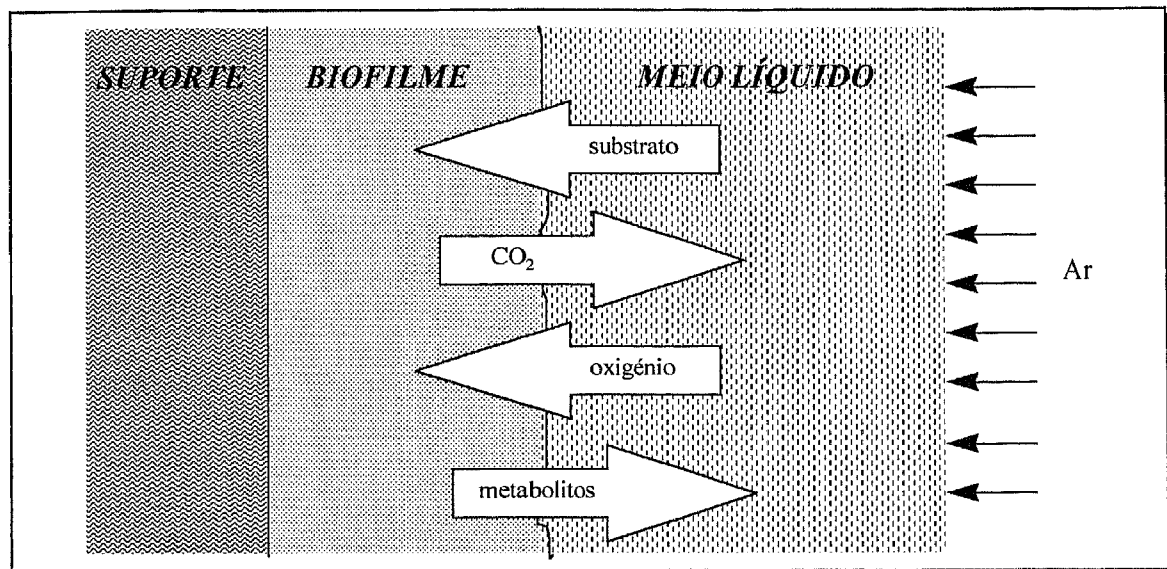 SUPORTE BIOFILME MEIO LÍQUIDO
substrato
CO₂
Ar
oxigénio
metabolitos